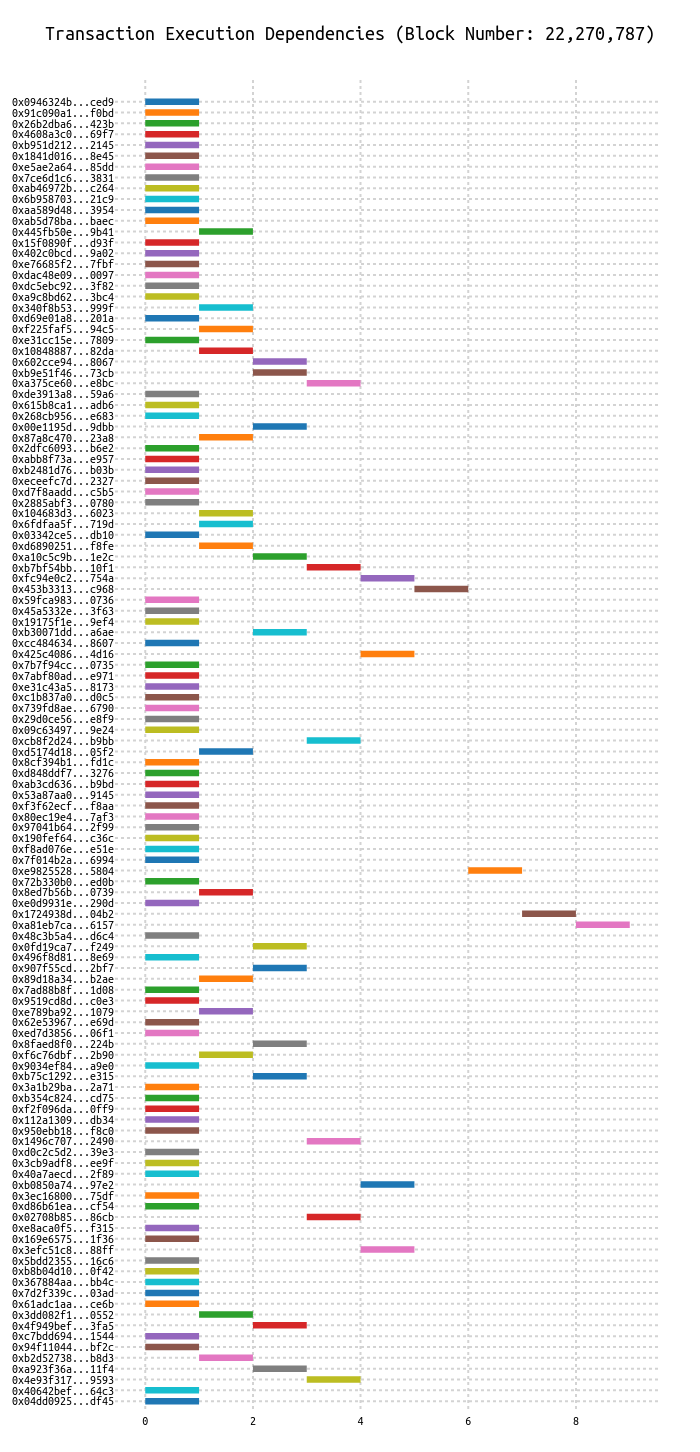 Transaction Execution Dependencies (Block Number: 22,270,787)
0x0946324b...ced9
0x91c090a1...f0bd
0x26b2dba6...423b
0x4608a3c0...69f7
0xb951d212...2145
0x1841d016...8e45
0xe5ae2a64...85dd
0x7ce6d1c6...3831
0xab46972b...c264
0x6b958703...21c9
0xaa589d48...3954
0xab5d78ba...baec
0x445fb50e...9b41
0x15f0890f...d93f
0x402c0bcd...9a02
0xe76685f2...7fbf
0xdac48e09...0097
0xdc5ebc92...3f82
0xa9c8bd62...3bc4
0x340f8b53...999f
0xd69e01a8...201a
0xf225faf5...94c5
0xe31cc15e...7809
0x10848887...82da
0x602cce94...8067
0xb9e51f46...73cb
0xa375ce60...e8bc
0xde3913a8...59a6
0x615b8ca1...adb6
0x268cb956...e683
0x00e1195d...9dbb
0x87a8c470...23a8
0x2dfc6093...b6e2
0xabb8f73a...e957
0xb2481d76...b03b
0xeceefc7d...2327
0xd7f8aadd...c5b5
0x2885abf3...0780
0x104683d3...6023
0x6fdfaa5f...719d
0x03342ce5...db10
0xd6890251...f8fe
0xa10c5c9b...1e2c
0xb7bf54bb...10f1
0xfc94e0c2...754a
0x453b3313...c968
0x59fca983...0736
0x45a5332e...3f63
0x19175f1e...9ef4
0xb30071dd...a6ae
0xcc484634...8607
0x425c4086...4d16
0x7b7f94cc...0735
0x7abf80ad...e971
0xe31c43a5...8173
0xc1b837a0...d0c5
0x739fd8ae...6790
0x29d0ce56...e8f9
0x09c63497...9e24
0xcb8f2d24...b9bb
0xd5174d18...05f2
0x8cf394b1...fd1c
0xd848ddf7...3276
0xab3cd636...b9bd
0x53a87aa0...9145
0xf3f62ecf...f8aa
0x80ec19e4...7af3
0x97041b64...2f99
0x190fef64...c36c
0xf8ad076e...e51e
0x7f014b2a...6994
0xe9825528...5804
0x72b330b0...ed0b
0x8ed7b56b...0739
0xe0d9931e...290d
0x1724938d...04b2
0xa81eb7ca...6157
0x48c3b5a4...d6c4
0x0fd19ca7...f249
0x496f8d81...8e69
0x907f55cd...2bf7
0x89d18a34...b2ae
0x7ad88b8f...1d08
0x9519cd8d...c0e3
0xe789ba92...1079
0x62e53967...e69d
0xed7d3856...06f1
0x8faed8f0...224b
0xf6c76dbf...2b90
0x9034ef84...a9e0
0xb75c1292...e315
0x3a1b29ba...2a71
0xb354c824...cd75
0xf2f096da...0ff9
0x112a1309...db34
0x950ebb18...f8c0
0x1496c707...2490
0xd0c2c5d2...39e3
0x3cb9adf8...ee9f
0x40a7aecd...2f89
0xb0850a74...97e2
0x3ec16800...75df
0xd86b61ea...cf54
0x02708b85...86cb
0xe8aca0f5...f315
0x169e6575...1f36
0x3efc51c8...88ff
0x5bdd2355...16c6
0xb8b04d10...0f42
0x367884aa...bb4c
0x7d2f339c...03ad
0x61adc1aa...ce6b
0x3dd082f1...0552
0x4f949bef...3fa5
0xc7bdd694...1544
0x94f11044...bf2c
0xb2d52738...b8d3
0xa923f36a...11f4
0x4e93f317...9593
0x40642bef...64c3
0x04dd0925...df45
0 2 4 6 8